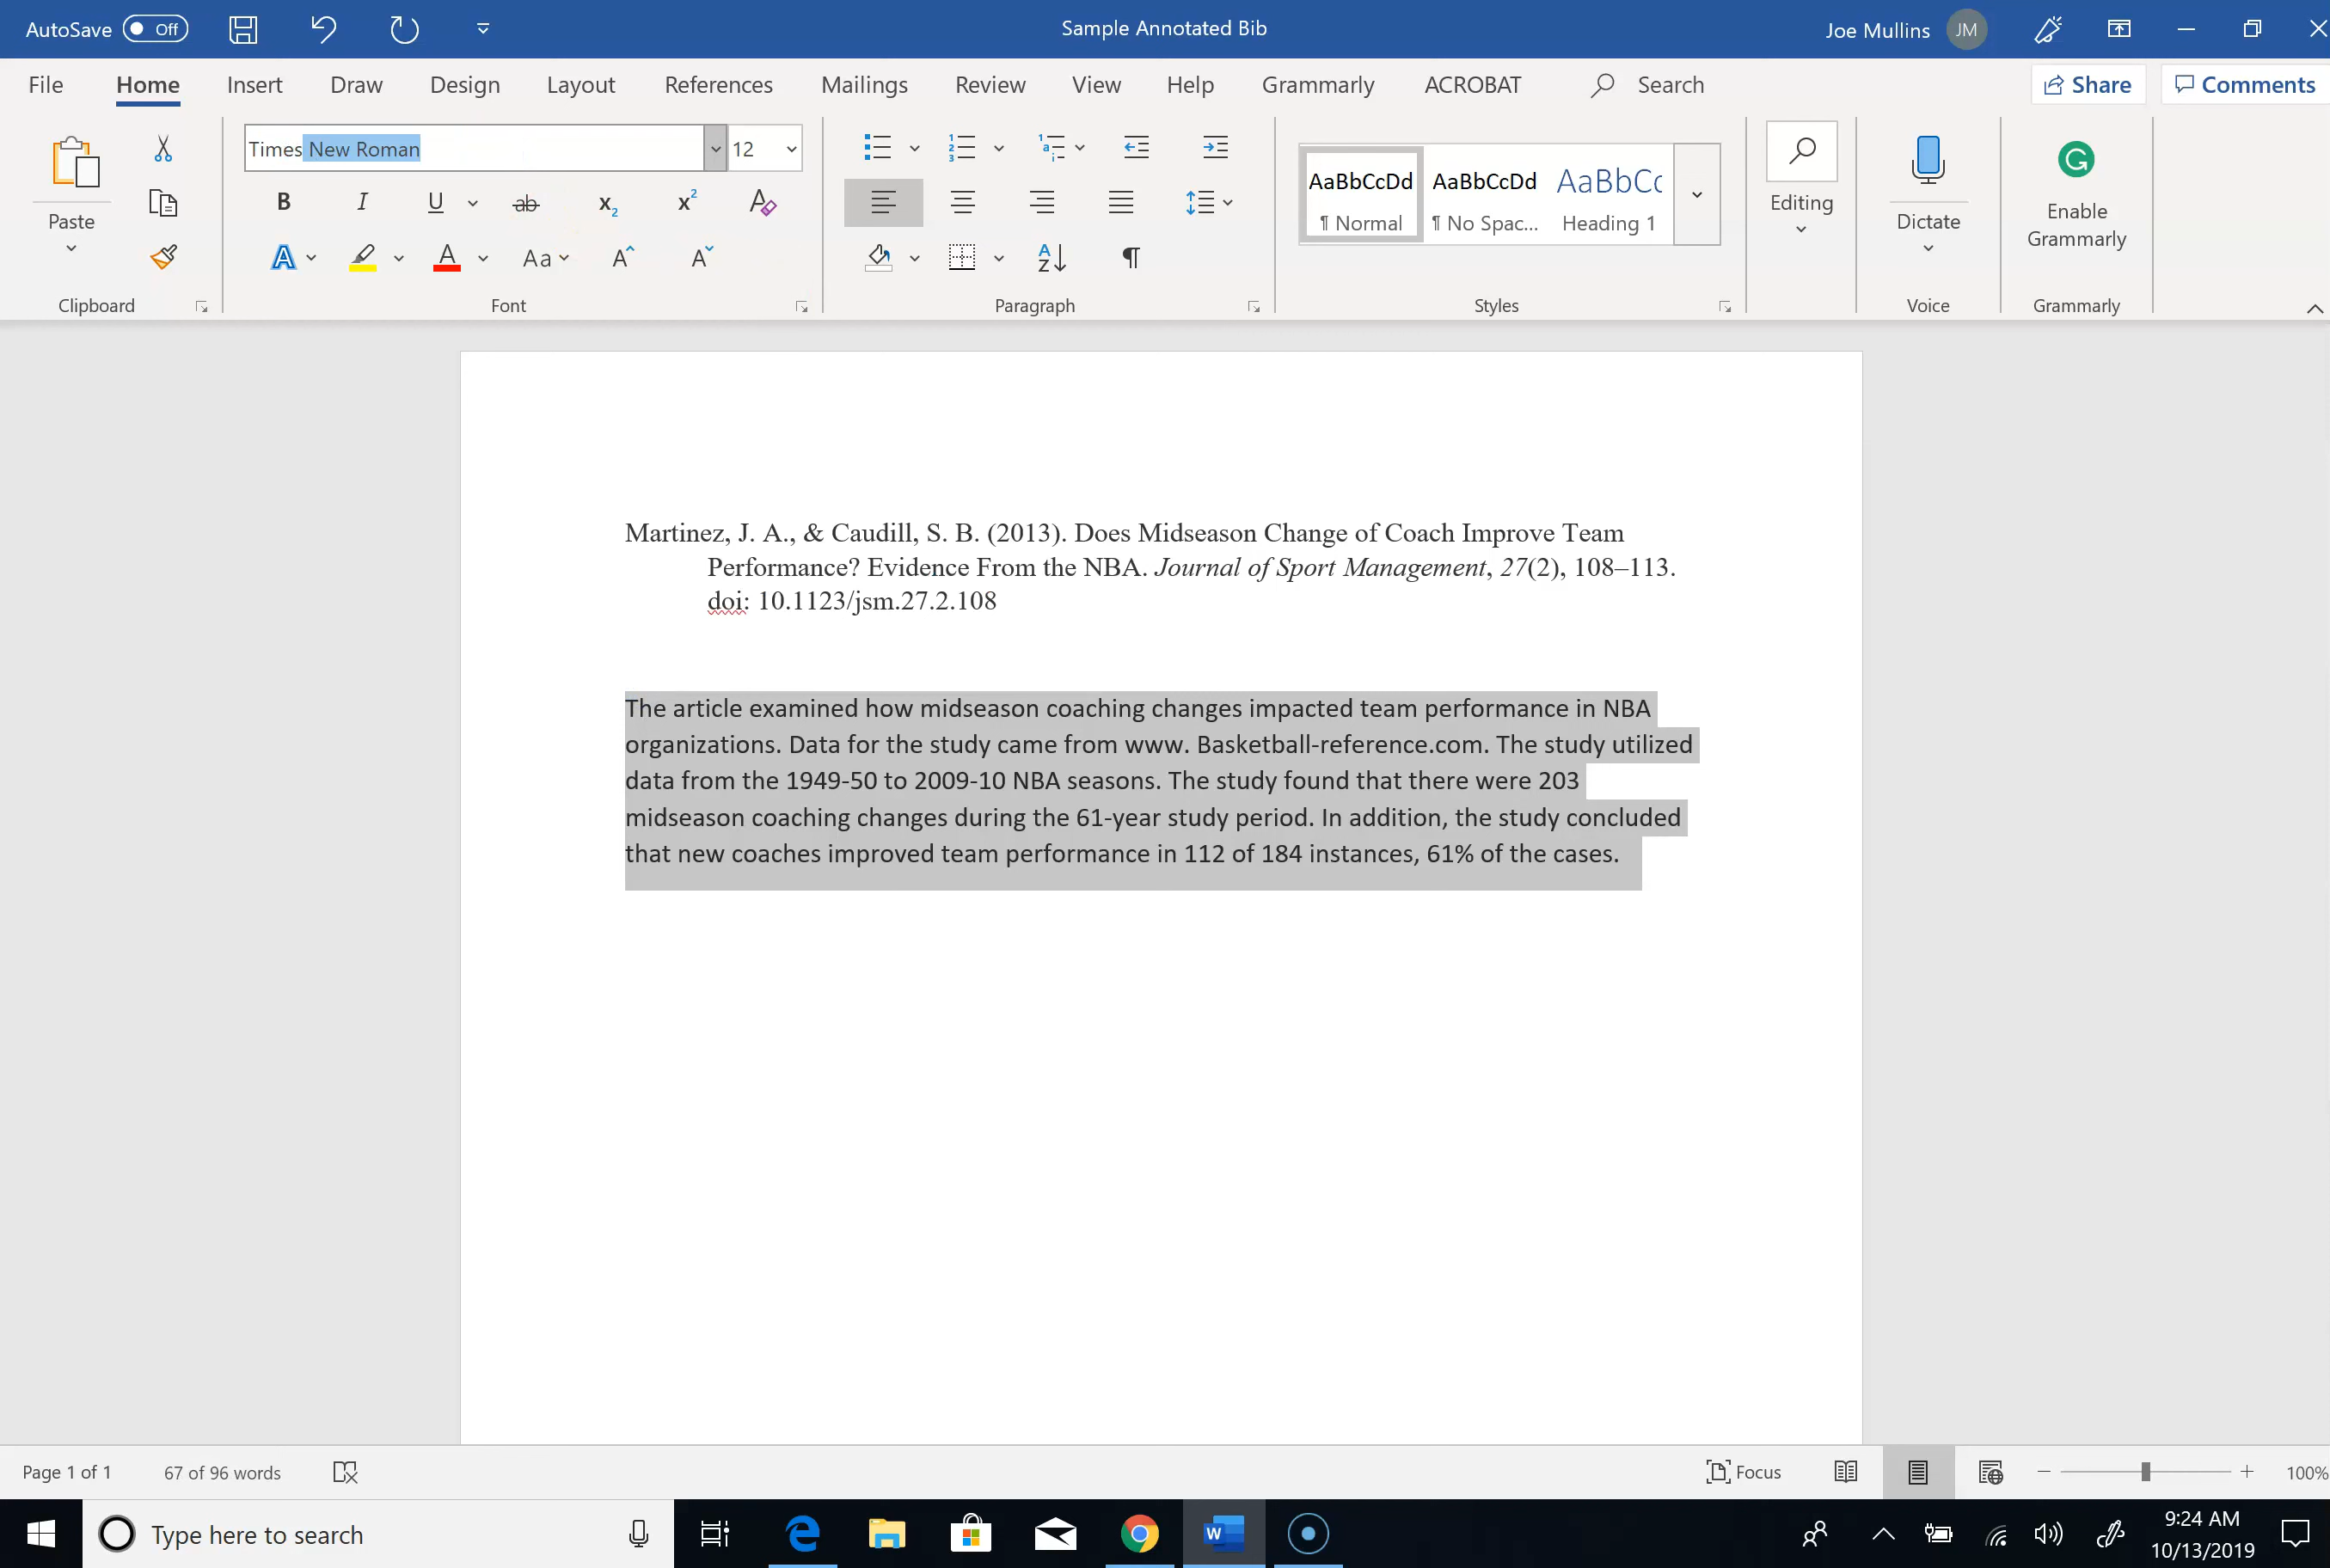 AutoSave Off Sample Annotated Bib Joe Mullins JM
File Home Insert Draw Design Layout References Mailings Review View Help Grammarly ACROBAT Search Share Comments
Paste
Clipboard
Times New Roman 12
B I U ab x2 x2 A
A A Aa A A
Font
Paragraph
AaBbCcDd AaBbCcDd AaBbCc
¶ Normal ¶ No Spac... Heading 1
Styles
Editing
Dictate
Voice
Enable
Grammarly
Grammarly
Martinez, J. A., & Caudill, S. B. (2013). Does Midseason Change of Coach Improve Team
Performance? Evidence From the NBA. Journal of Sport Management, 27(2), 108–113.
doi: 10.1123/jsm.27.2.108
The article examined how midseason coaching changes impacted team performance in NBA
organizations. Data for the study came from www. Basketball-reference.com. The study utilized
data from the 1949-50 to 2009-10 NBA seasons. The study found that there were 203
midseason coaching changes during the 61-year study period. In addition, the study concluded
that new coaches improved team performance in 112 of 184 instances, 61% of the cases.
Page 1 of 1 67 of 96 words Focus 100%
Type here to search
9:24 AM
10/13/2019